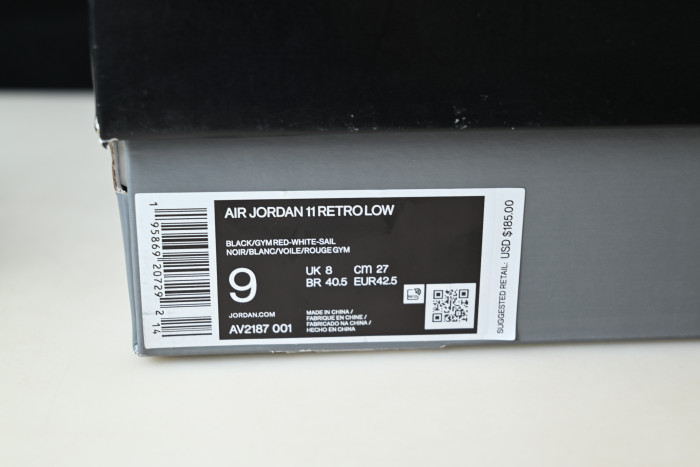 AIR JORDAN 11 RETRO LOW
BLACK/GYM RED-WHITE-SAIL
NOIR/BLANC/VOILE/ROUGE GYM
9
UK 8 CM 27
BR 40.5 EUR 42.5
JORDAN.COM
AV2187 001
MADE IN CHINA /
FABRIQUE EN CHINE /
FABRICADO NA CHINA /
HECHO EN CHINA
1 95869 20729 2 14
SUGGESTED RETAIL: USD $185.00